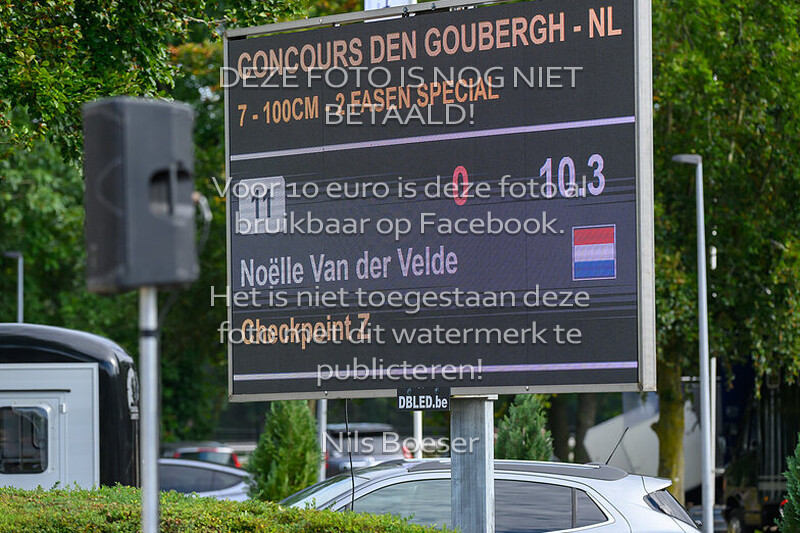 CONCOURS DEN GOUBERGH - NL
DEZE FOTO IS NOG NIET
7 - 100CM - 2 FASEN SPECIAL
BETAALD!
11 0 10.3
Voor 10 euro is deze foto
bruikbaar op Facebook.
Noëlle Van der Velde
Het is niet toegestaan deze
Checkpoint Z
foto met watermerk te
publiceren!
DBLED.be
Nils Boeser